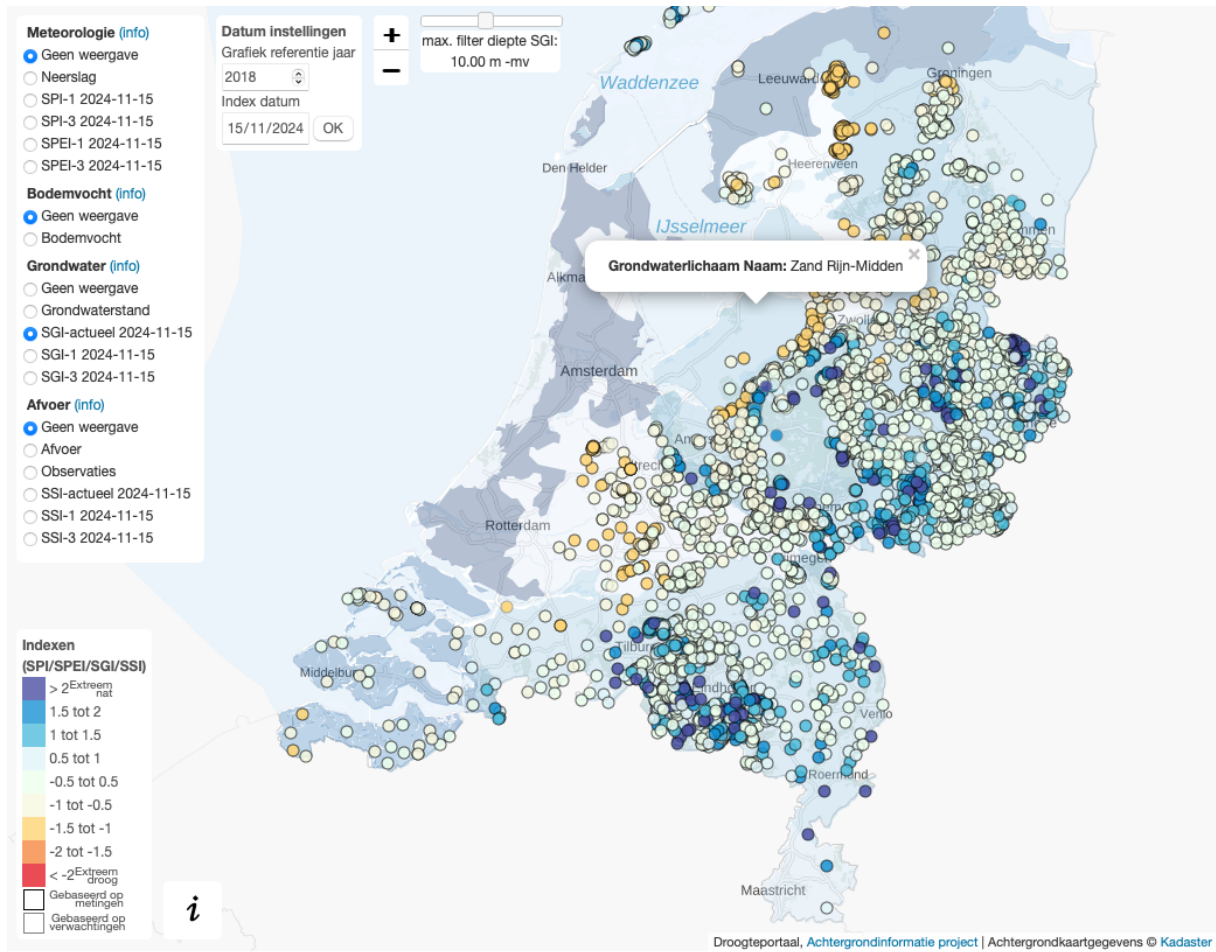 Meteorologie (info)
Geen weergave
Neerslag
SPI-1 2024-11-15
SPI-3 2024-11-15
SPEI-1 2024-11-15
SPEI-3 2024-11-15
Bodemvocht (info)
Geen weergave
Bodemvocht
Grondwater (info)
Geen weergave
Grondwaterstand
SGI-actueel 2024-11-15
SGI-1 2024-11-15
SGI-3 2024-11-15
Afvoer (info)
Geen weergave
Afvoer
Observaties
SSI-actueel 2024-11-15
SSI-1 2024-11-15
SSI-3 2024-11-15
Datum instellingen
Grafiek referentie jaar
2018
Index datum
15/11/2024 OK
+
−
max. filter diepte SGI:
10.00 m -mv
Waddenzee
Groningen
Den Helder
Heerenveen
IJsselmeer
×
Grondwaterlichaam Naam: Zand Rijn-Midden
Alkma
Zwoll
Amsterdam
Rotterdam
Tilbur
Middelbur
Venlo
Roermond
Maastricht
Indexen
(SPI/SPEI/SGI/SSI)
> 2 Extreem nat
1.5 tot 2
1 tot 1.5
0.5 tot 1
-0.5 tot 0.5
-1 tot -0.5
-1.5 tot -1
-2 tot -1.5
< -2 Extreem droog
Gebaseerd op
metingen
Gebaseerd op
verwachtingen
i
Droogteportaal, Achtergrondinformatie project | Achtergrondkaartgegevens © Kadaster